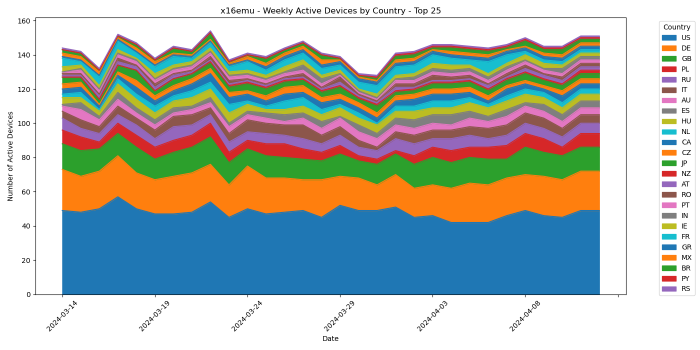 x16emu - Weekly Active Devices by Country - Top 25
Number of Active Devices
160
140
120
100
80
60
40
20
0
2024-03-14
2024-03-19
2024-03-24
2024-03-29
2024-04-03
2024-04-08
Date
Country
US
DE
GB
PL
RU
IT
AU
ES
HU
NL
CA
CZ
JP
NZ
AT
RO
PT
IN
IE
FR
GR
MX
BR
PY
RS